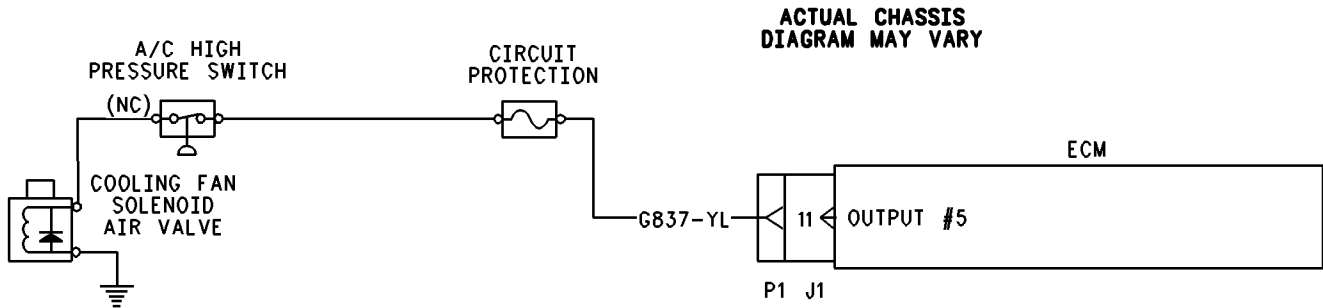 ACTUAL CHASSIS
DIAGRAM MAY VARY
A/C HIGH
PRESSURE SWITCH
(NC)
CIRCUIT
PROTECTION
COOLING FAN
SOLENOID
AIR VALVE
G837-YL
ECM
11
OUTPUT #5
P1 J1